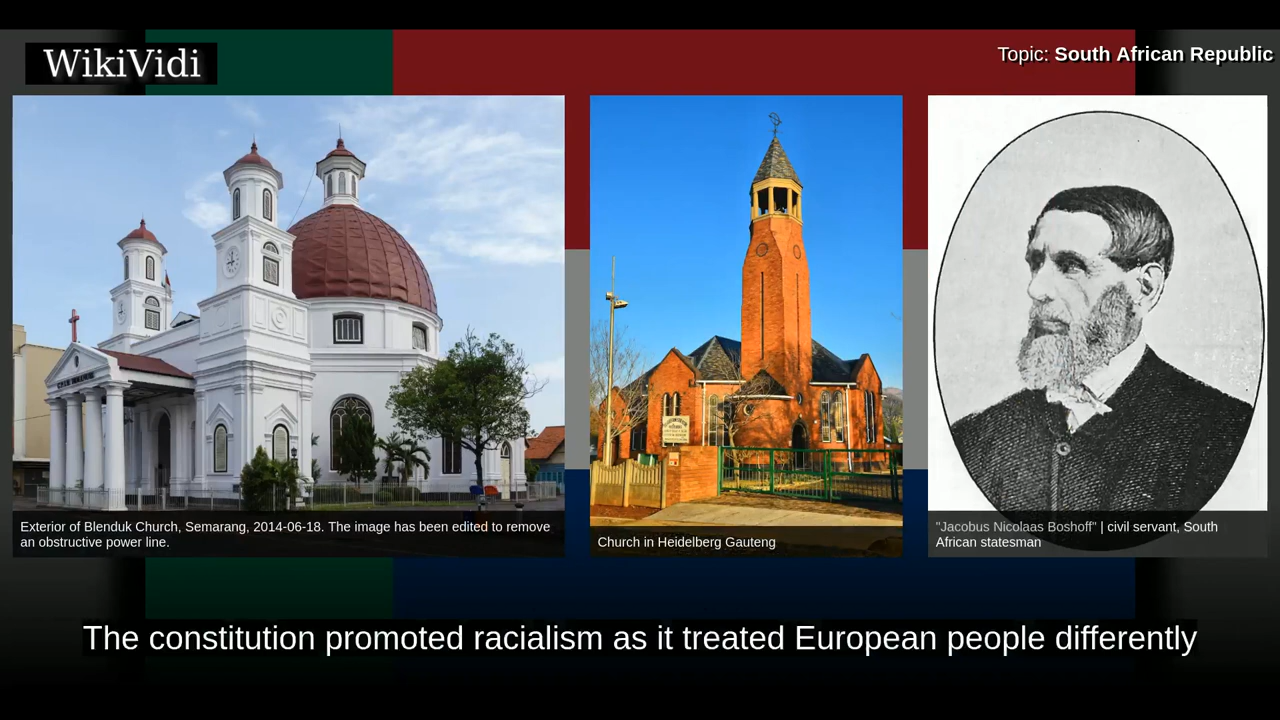 WikiVidi
Topic: South African Republic
Exterior of Blenduk Church, Semarang, 2014-06-18. The image has been edited to remove
an obstructive power line.
Church in Heidelberg Gauteng
"Jacobus Nicolaas Boshoff" | civil servant, South
African statesman
The constitution promoted racialism as it treated European people differently